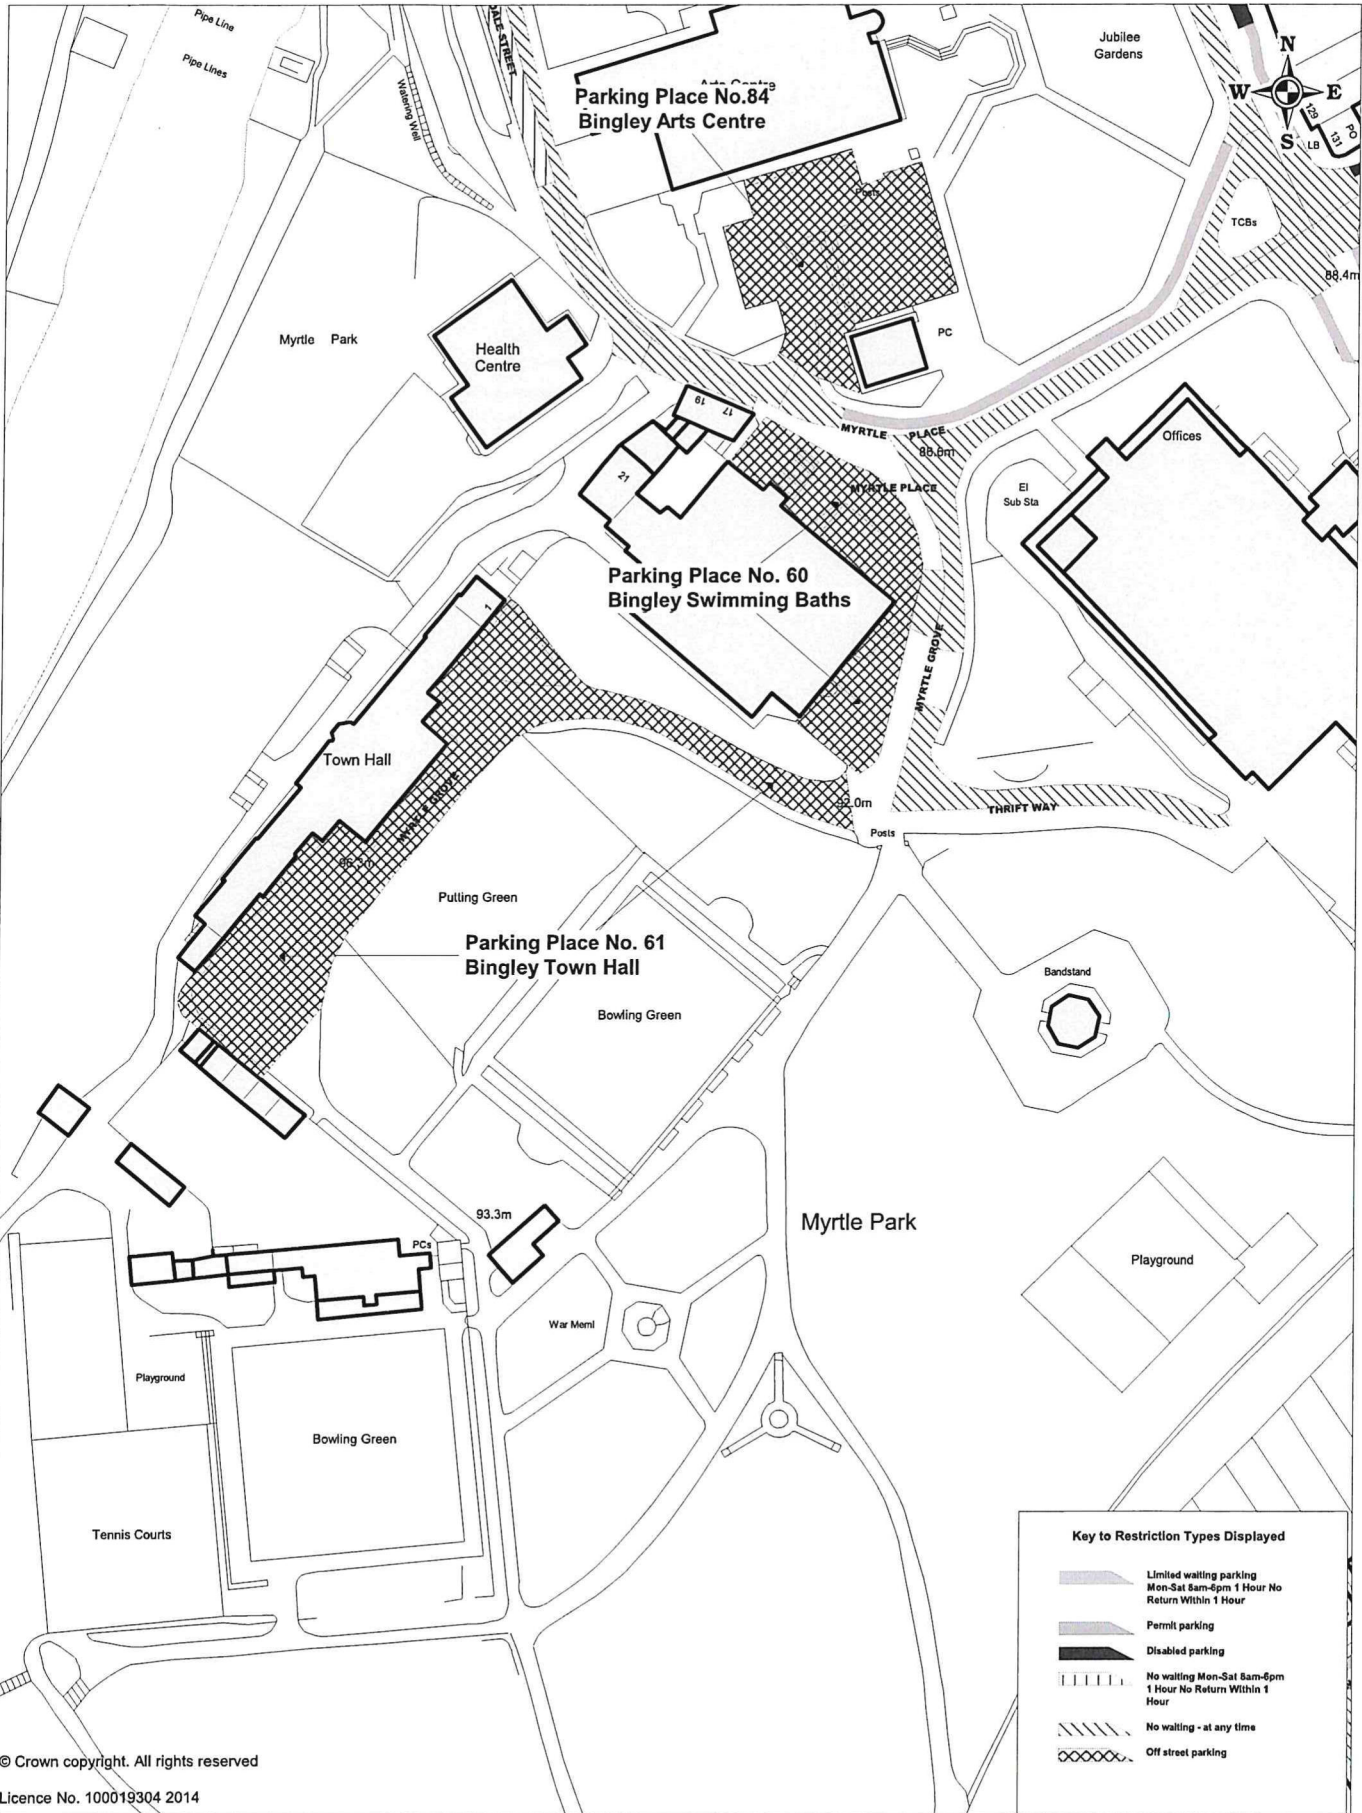 Pipe Line
Pipe Lines
Watering Well
DALE STREET
Arts Centre
Parking Place No.84
Bingley Arts Centre
Posts
Jubilee
Gardens
N
W
E
S
129
131
PO
LB
TCBs
88.4m
Myrtle Park
Health
Centre
PC
19
17
21
MYRTLE PLACE
86.6m
MYRTLE PLACE
El
Sub Sta
Offices
Parking Place No. 60
Bingley Swimming Baths
1
MYRTLE GROVE
Town Hall
MYRTLE GROVE
96.3m
92.0m
THRIFT WAY
Posts
Putting Green
Parking Place No. 61
Bingley Town Hall
Bowling Green
Bandstand
93.3m
PCs
Myrtle Park
Playground
War Meml
Playground
Bowling Green
Tennis Courts
Key to Restriction Types Displayed
Limited waiting parking
Mon-Sat 8am-6pm 1 Hour No
Return Within 1 Hour
Permit parking
Disabled parking
No waiting Mon-Sat 8am-6pm
1 Hour No Return Within 1
Hour
No waiting - at any time
Off street parking
© Crown copyright. All rights reserved
Licence No. 100019304 2014